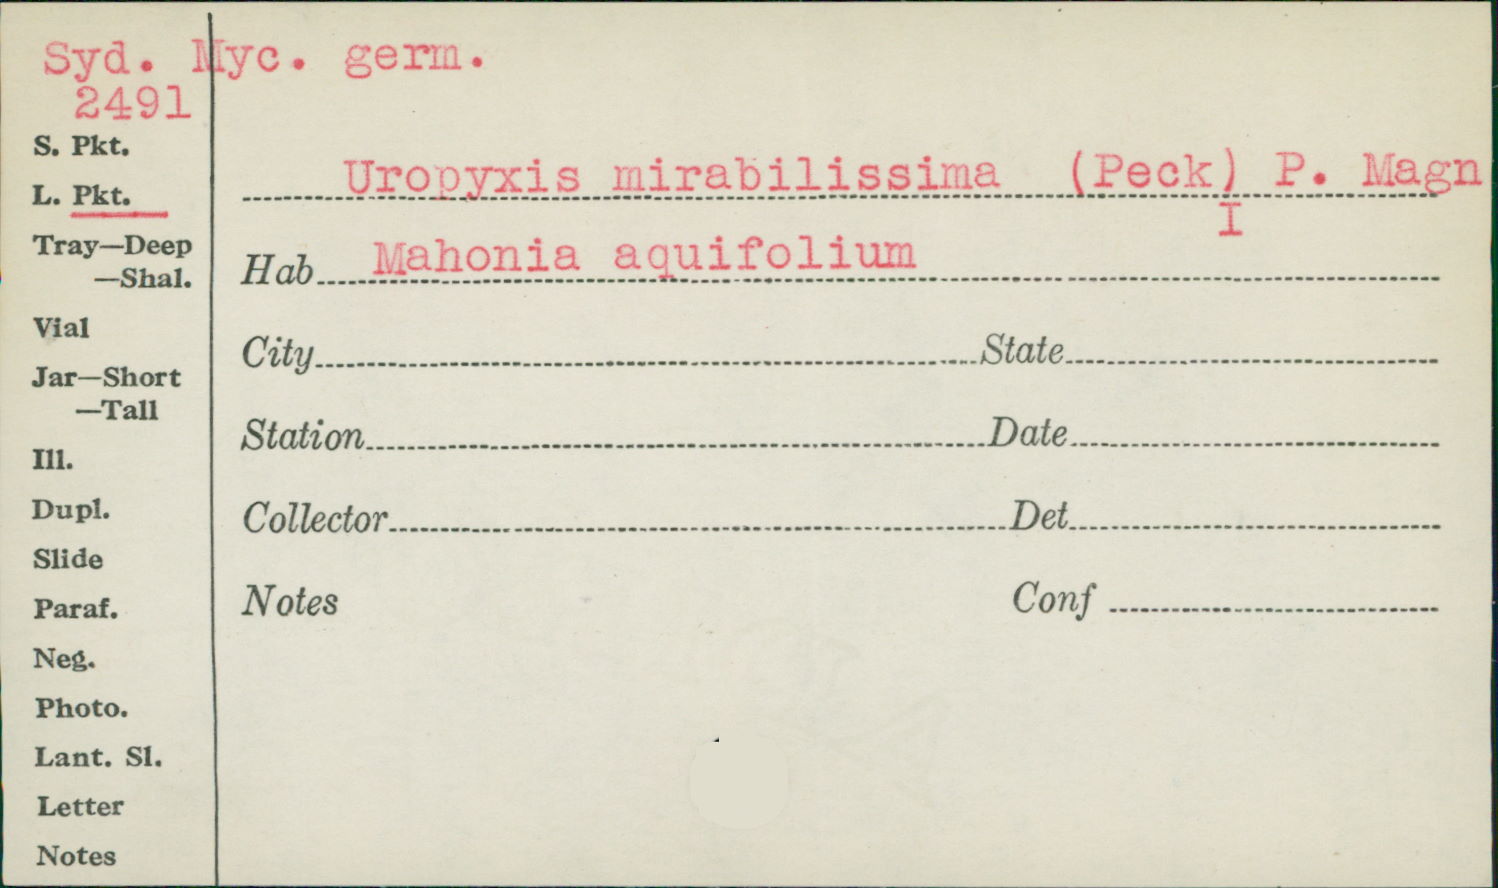 Syd. Myc. germ.
2491
S. Pkt.
L. Pkt.
Tray—Deep
—Shal.
Vial
Jar—Short
—Tall
Ill.
Dupl.
Slide
Paraf.
Neg.
Photo.
Lant. Sl.
Letter
Notes
Uropyxis mirabilissima (Peck) P. Magn
I
Hab Mahonia aquifolium
City State
Station Date
Collector Det
Notes Conf